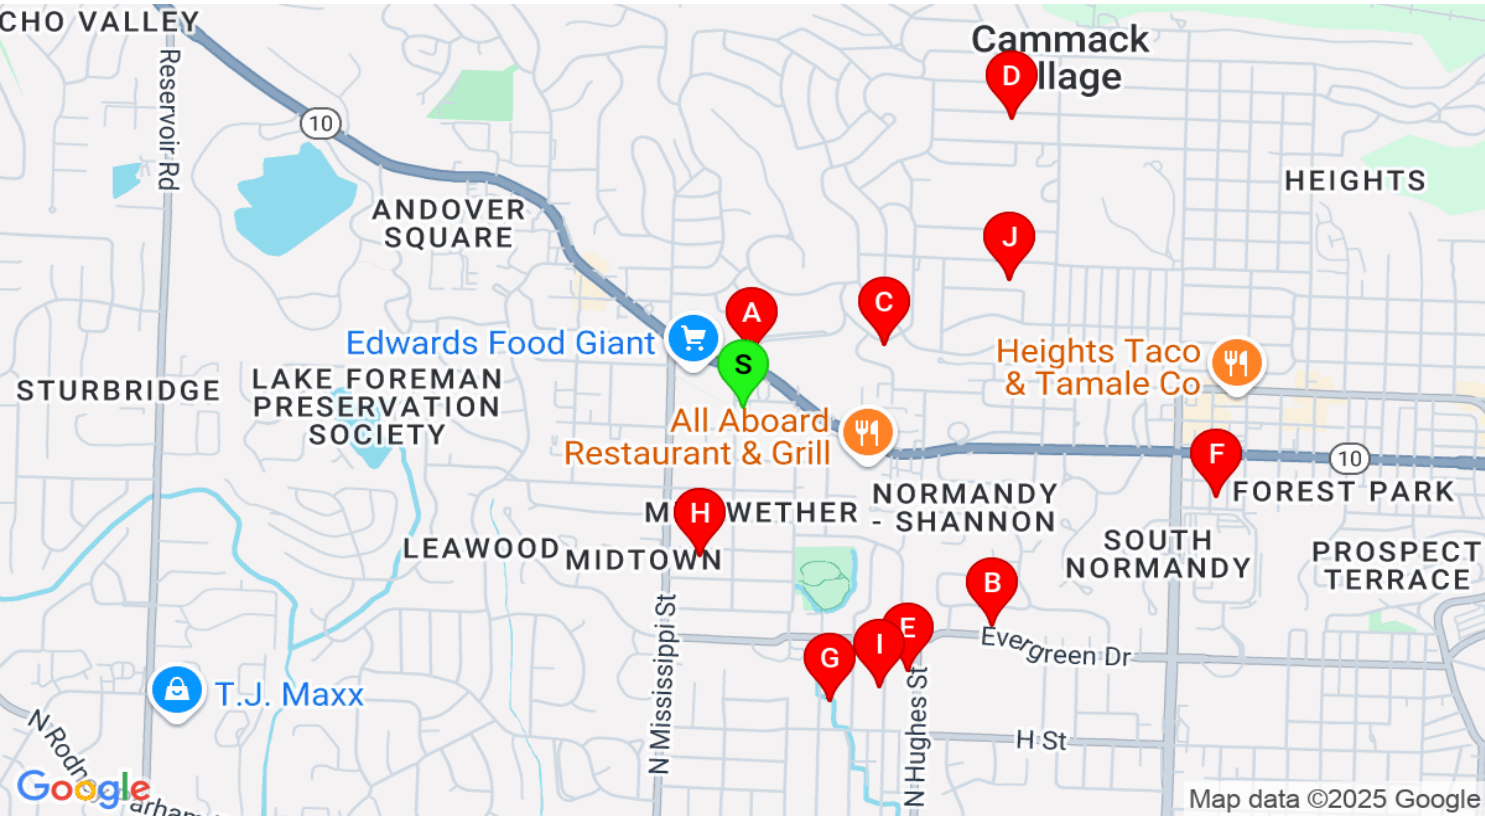 CHO VALLEY
Reservoir Rd
10
Cammack
llage
D
HEIGHTS
ANDOVER
SQUARE
J
C
A
Edwards Food Giant
S
Heights Taco
& Tamale Co
STURBRIDGE
LAKE FOREMAN
PRESERVATION
SOCIETY
All Aboard
Restaurant & Grill
F
10
FOREST PARK
H
WETHER
NORMANDY
- SHANNON
LEAWOOD
MIDTOWN
SOUTH
NORMANDY
PROSPECT
TERRACE
B
N Mississippi St
E
I
G
Evergreen Dr
T.J. Maxx
N Hughes St
H St
N Rodn
arham
Google
Map data ©2025 Google